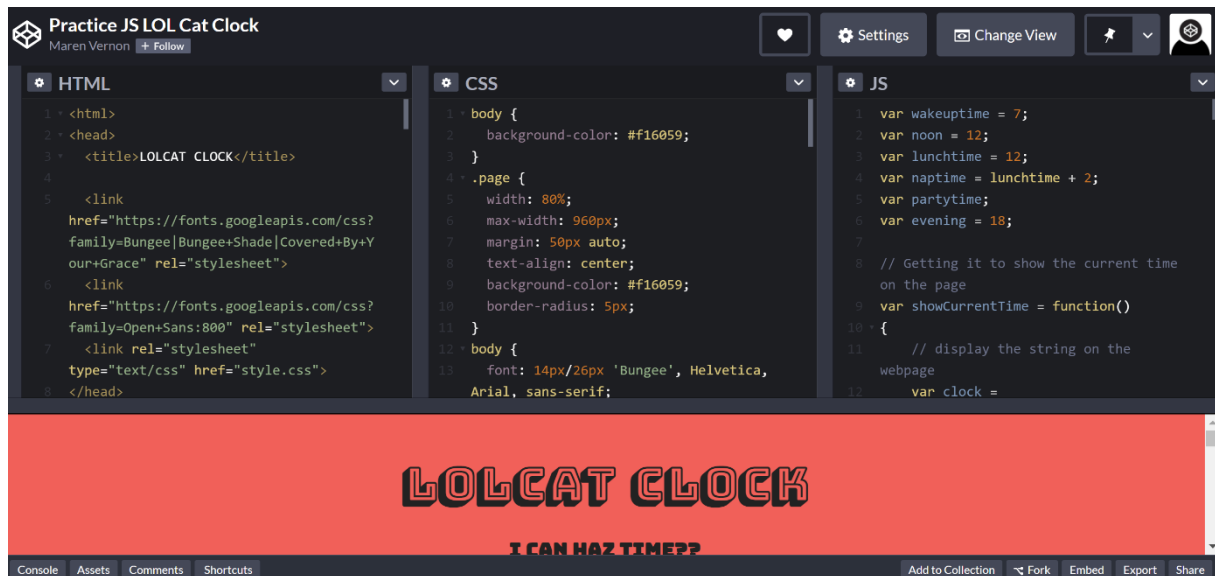 Practice JS LOL Cat Clock
Maren Vernon + Follow
Settings
Change View
HTML
1 <html>
2 <head>
3 <title>LOLCAT CLOCK</title>
4
5 <link
href="https://fonts.googleapis.com/css?
family=Bungee|Bungee+Shade|Covered+By+Y
our+Grace" rel="stylesheet">
6 <link
href="https://fonts.googleapis.com/css?
family=Open+Sans:800" rel="stylesheet">
7 <link rel="stylesheet"
type="text/css" href="style.css">
8 </head>
CSS
1 body {
2 background-color: #f16059;
3 }
4 .page {
5 width: 80%;
6 max-width: 960px;
7 margin: 50px auto;
8 text-align: center;
9 background-color: #f16059;
10 border-radius: 5px;
11 }
12 body {
13 font: 14px/26px 'Bungee', Helvetica,
Arial, sans-serif;
JS
1 var wakeuptime = 7;
2 var noon = 12;
3 var lunchtime = 12;
4 var naptime = lunchtime + 2;
5 var partytime;
6 var evening = 18;
7
8 // Getting it to show the current time
on the page
9 var showCurrentTime = function()
10 {
11 // display the string on the
webpage
12 var clock =
LOLCAT CLOCK
I CAN HAZ TIME??
Console Assets Comments Shortcuts
Add to Collection Fork Embed Export Share